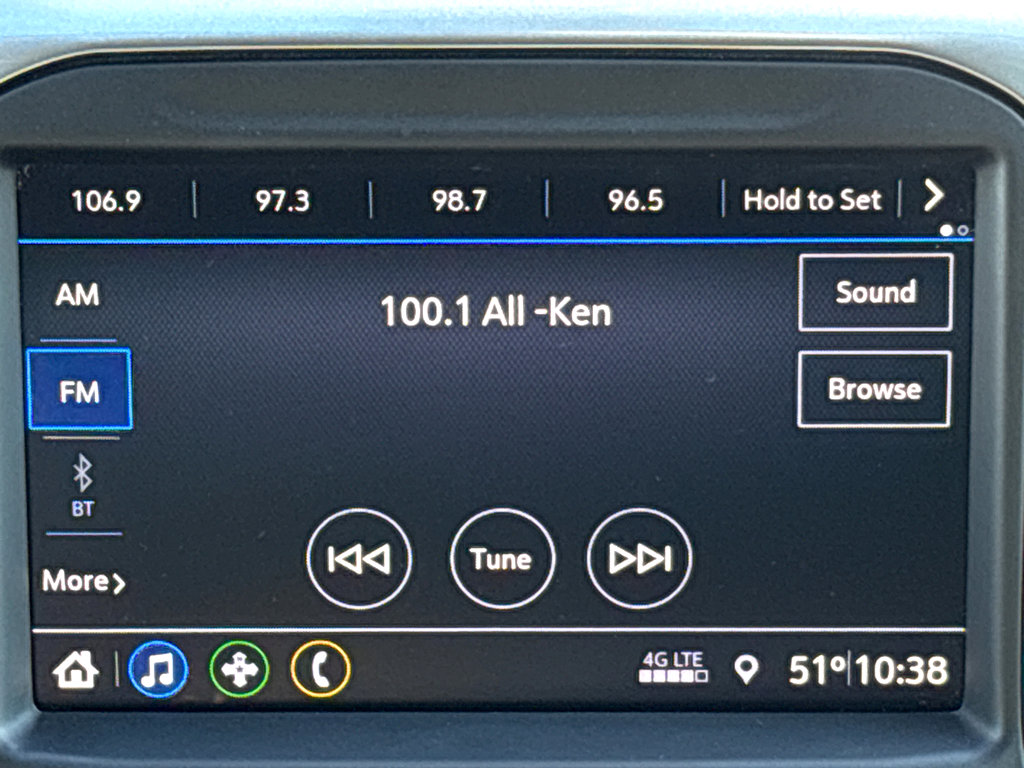 106.9 97.3 98.7 96.5 Hold to Set
AM
100.1 All -Ken
Sound
FM
Browse
BT
Tune
More
4G LTE
51° 10:38